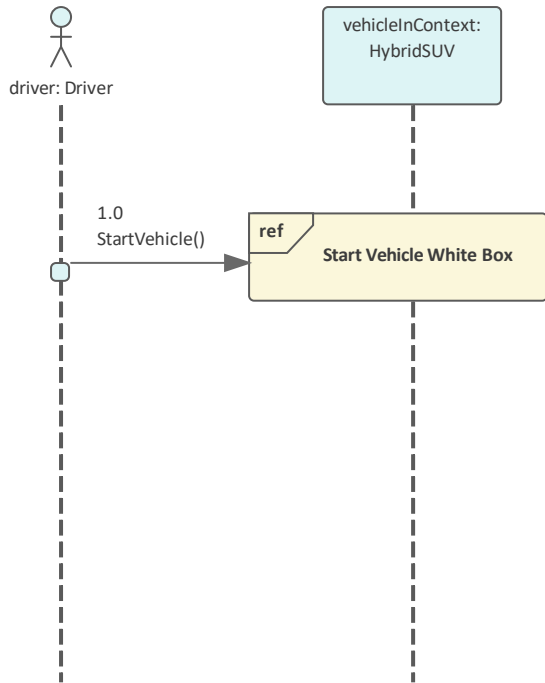 vehicleInContext:
HybridSUV
driver: Driver
1.0
StartVehicle()
ref
Start Vehicle White Box